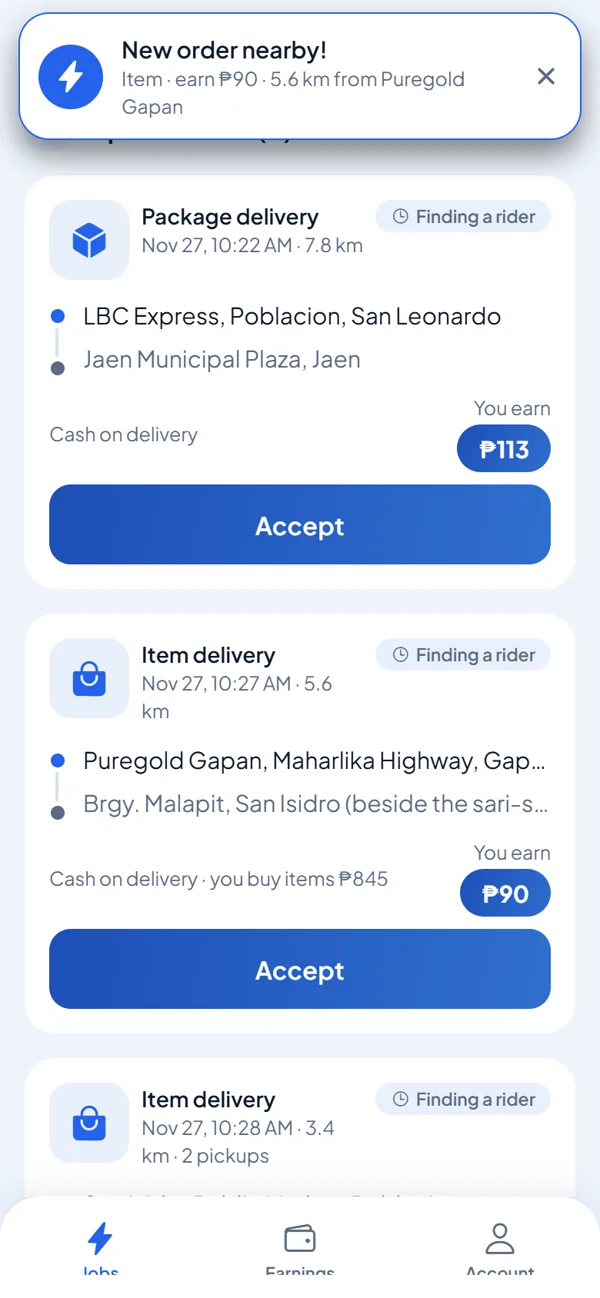 New order nearby!
Item · earn ₱90 · 5.6 km from Puregold
Gapan
Package delivery
Finding a rider
Nov 27, 10:22 AM · 7.8 km
LBC Express, Poblacion, San Leonardo
Jaen Municipal Plaza, Jaen
You earn
Cash on delivery
₱113
Accept
Item delivery
Finding a rider
Nov 27, 10:27 AM · 5.6
km
Puregold Gapan, Maharlika Highway, Gap...
Brgy. Malapit, San Isidro (beside the sari-s...
You earn
Cash on delivery · you buy items ₱845
₱90
Accept
Item delivery
Finding a rider
Nov 27, 10:28 AM · 3.4
km · 2 pickups
Jobs
Earnings
Account